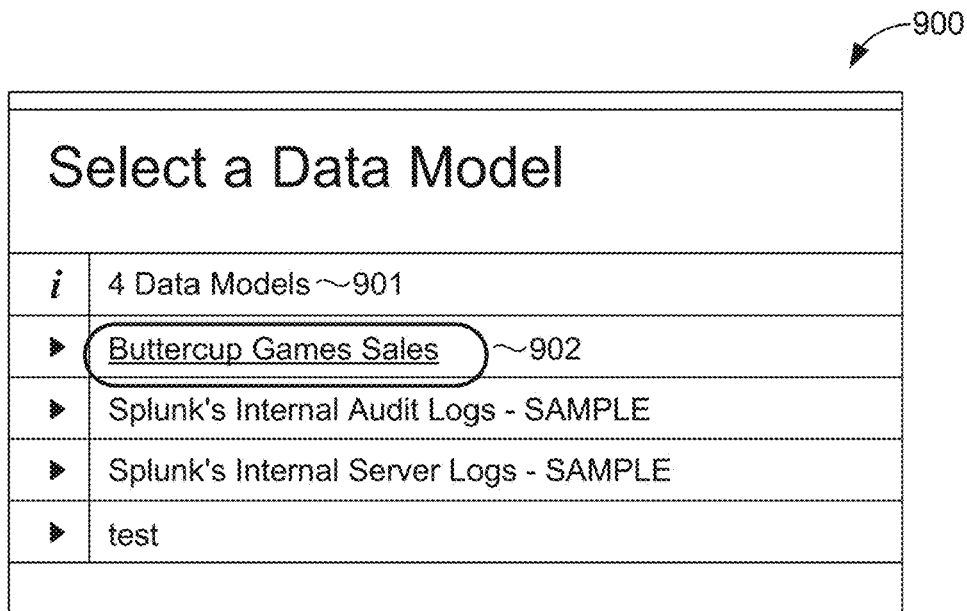 900
Select a Data Model
i 4 Data Models 901
Buttercup Games Sales 902
Splunk's Internal Audit Logs - SAMPLE
Splunk's Internal Server Logs - SAMPLE
test